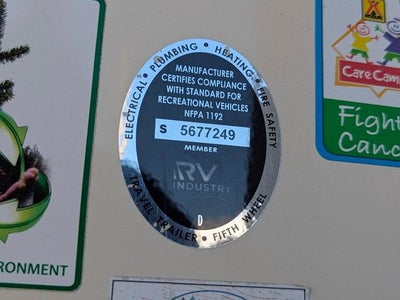 ELECTRICAL • PLUMBING • HEATING • FIRE SAFETY
MANUFACTURER
CERTIFIES COMPLIANCE
WITH STANDARD FOR
RECREATIONAL VEHICLES
NFPA 1192
S 5677249
MEMBER
RV
INDUSTRY
D
TRAVEL TRAILER • FIFTH WHEEL
RONMENT
Care Cam
Fight
Canc